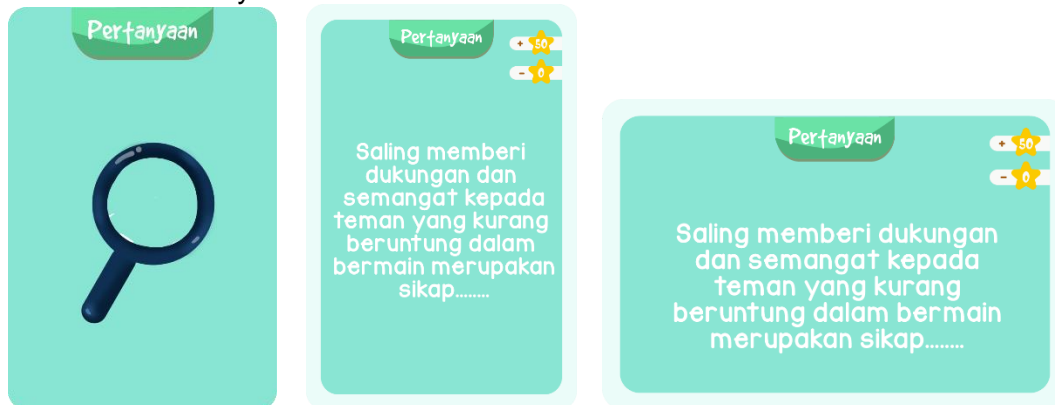 Pertanyaan
Pertanyaan
+ 50
- 0
Saling memberi
dukungan dan
semangat kepada
teman yang kurang
beruntung dalam
bermain merupakan
sikap........
Pertanyaan
+ 50
- 0
Saling memberi dukungan
dan semangat kepada
teman yang kurang
beruntung dalam bermain
merupakan sikap........